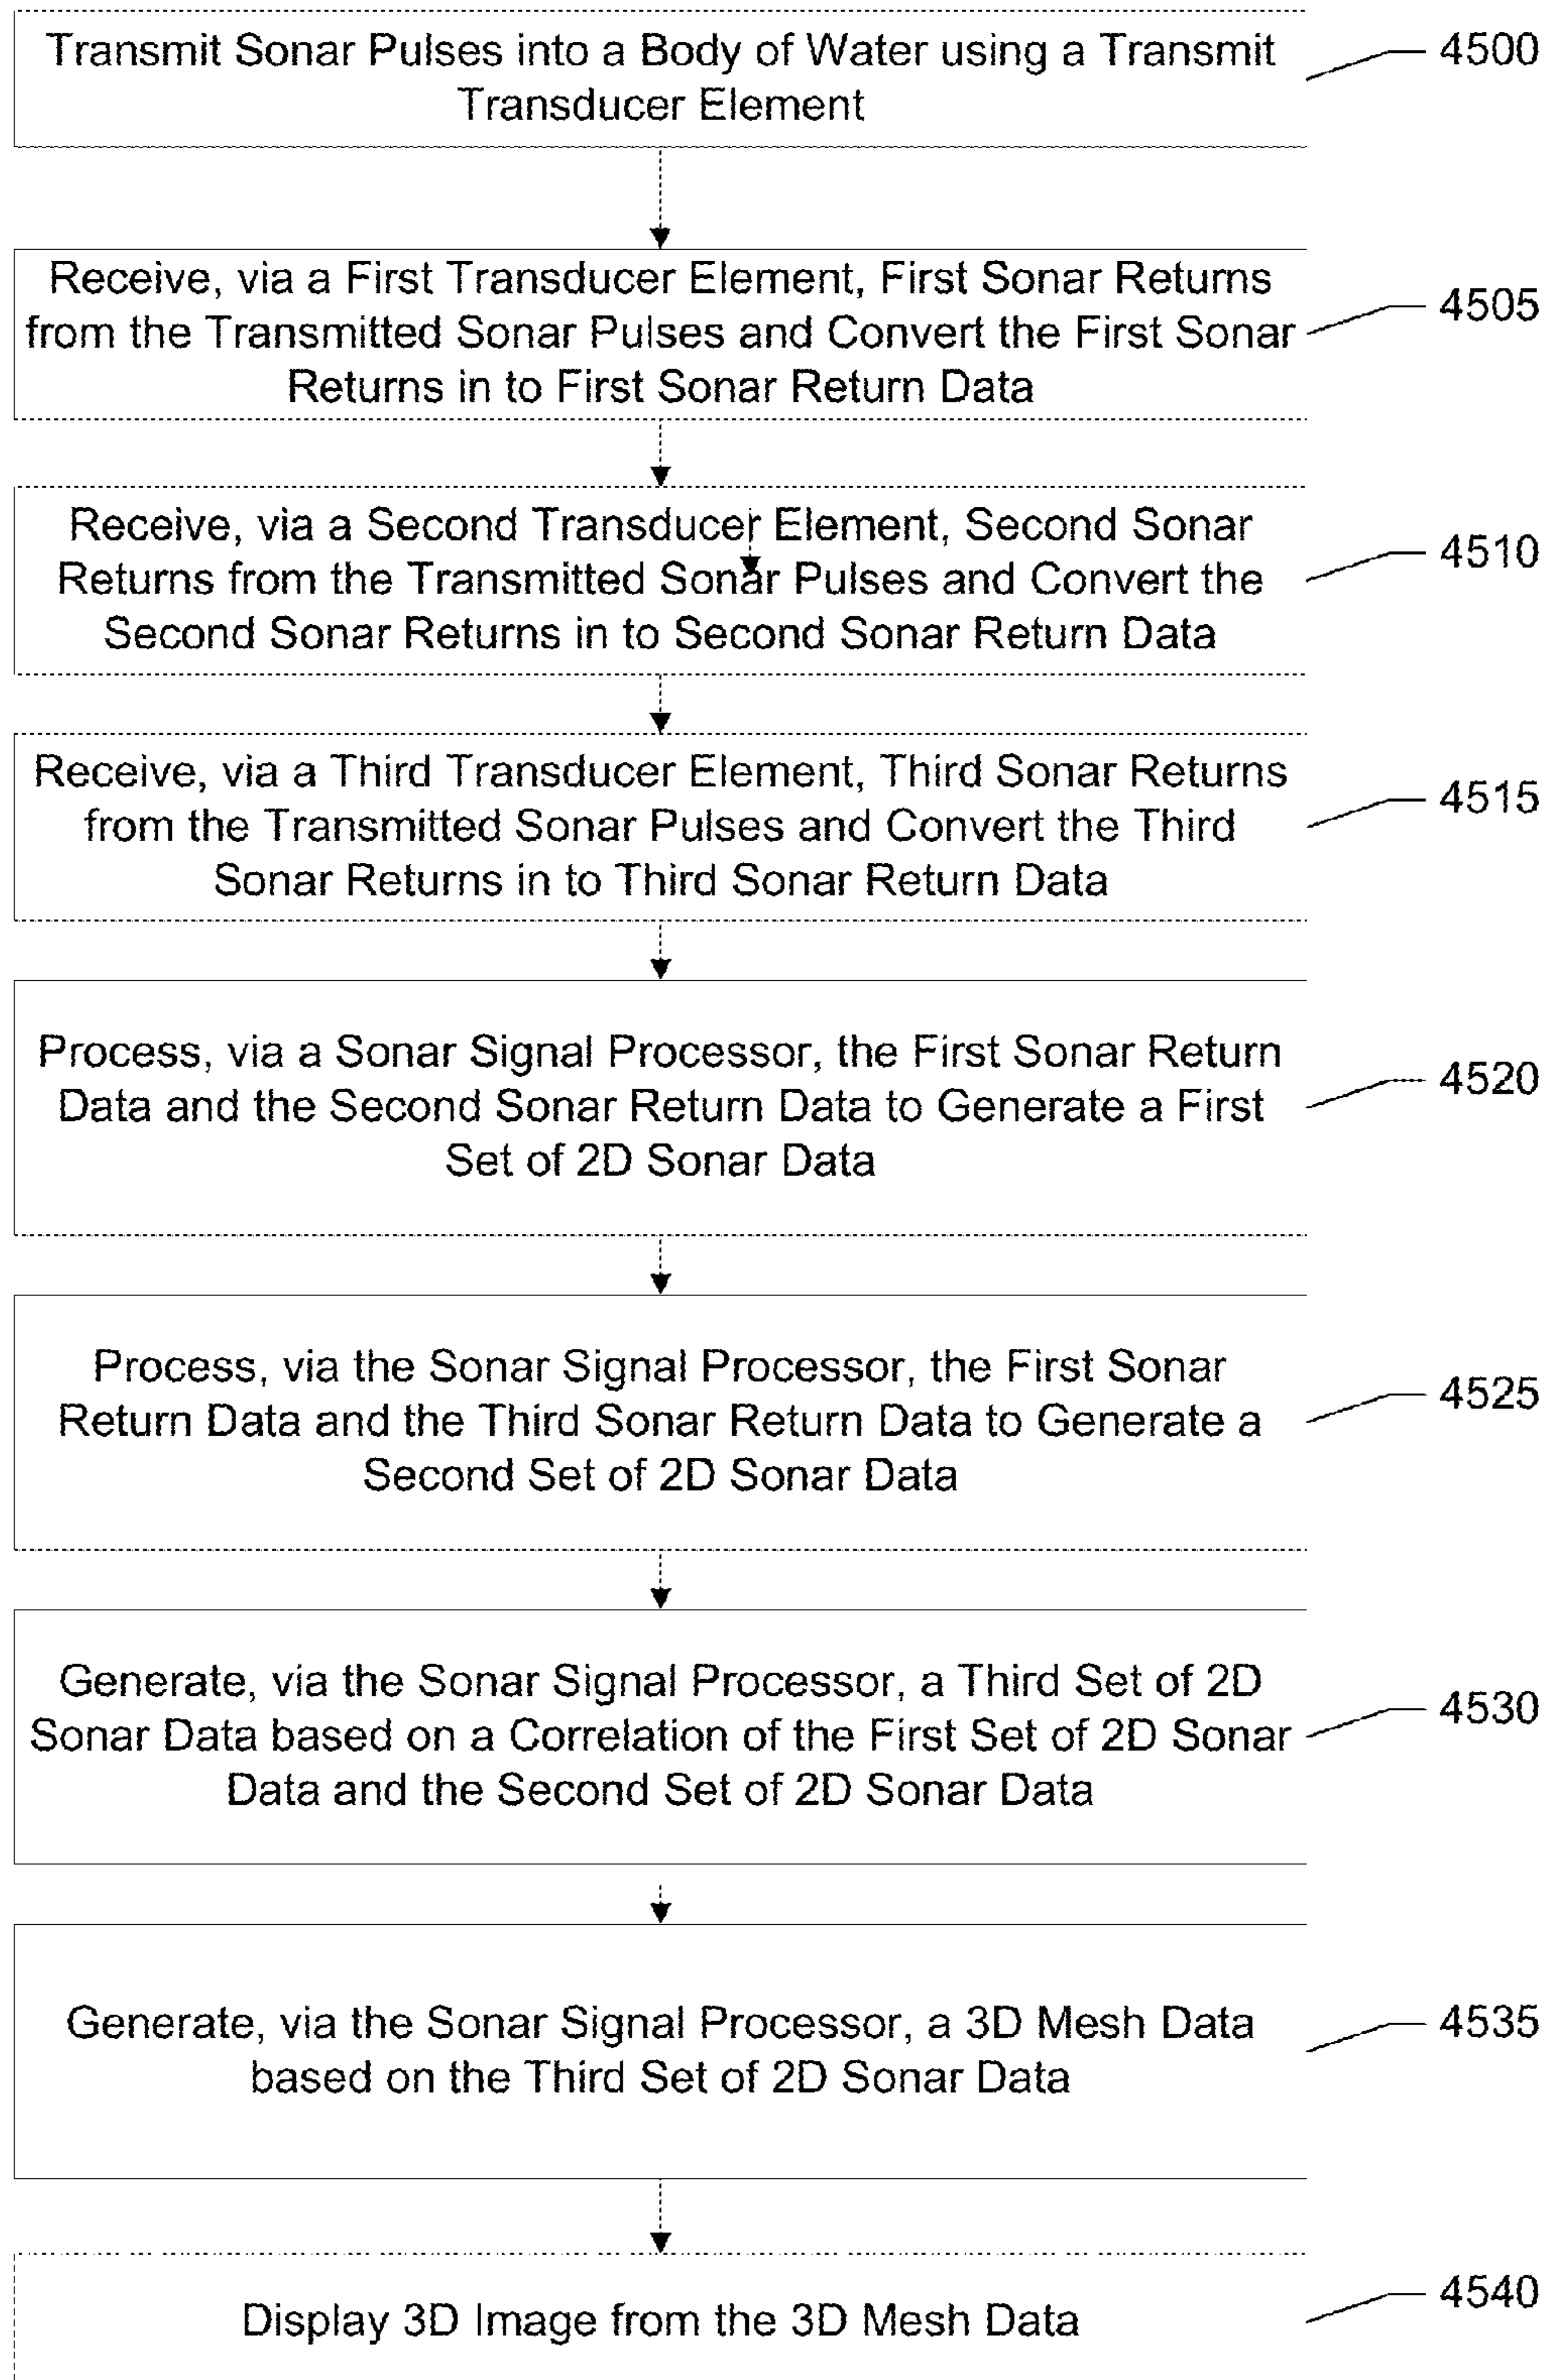 Transmit Sonar Pulses into a Body of Water using a Transmit
Transducer Element
4500
Receive, via a First Transducer Element, First Sonar Returns
from the Transmitted Sonar Pulses and Convert the First Sonar
Returns in to First Sonar Return Data
4505
Receive, via a Second Transducer Element, Second Sonar
Returns from the Transmitted Sonar Pulses and Convert the
Second Sonar Returns in to Second Sonar Return Data
4510
Receive, via a Third Transducer Element, Third Sonar Returns
from the Transmitted Sonar Pulses and Convert the Third
Sonar Returns in to Third Sonar Return Data
4515
Process, via a Sonar Signal Processor, the First Sonar Return
Data and the Second Sonar Return Data to Generate a First
Set of 2D Sonar Data
4520
Process, via the Sonar Signal Processor, the First Sonar
Return Data and the Third Sonar Return Data to Generate a
Second Set of 2D Sonar Data
4525
Generate, via the Sonar Signal Processor, a Third Set of 2D
Sonar Data based on a Correlation of the First Set of 2D Sonar
Data and the Second Set of 2D Sonar Data
4530
Generate, via the Sonar Signal Processor, a 3D Mesh Data
based on the Third Set of 2D Sonar Data
4535
Display 3D Image from the 3D Mesh Data
4540